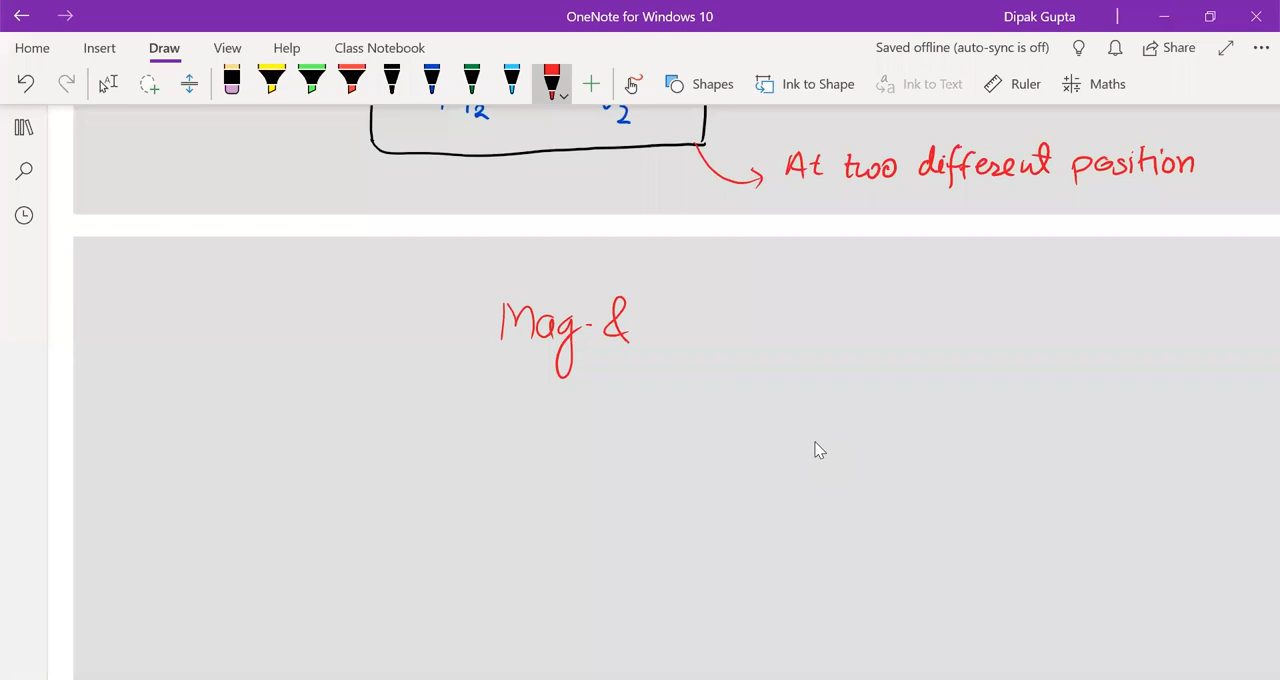 OneNote for Windows 10
Dipak Gupta
Home Insert Draw View Help Class Notebook
Saved offline (auto-sync is off) Share
Shapes Ink to Shape Ink to Text Ruler Maths
2
At two different position
Mag. &